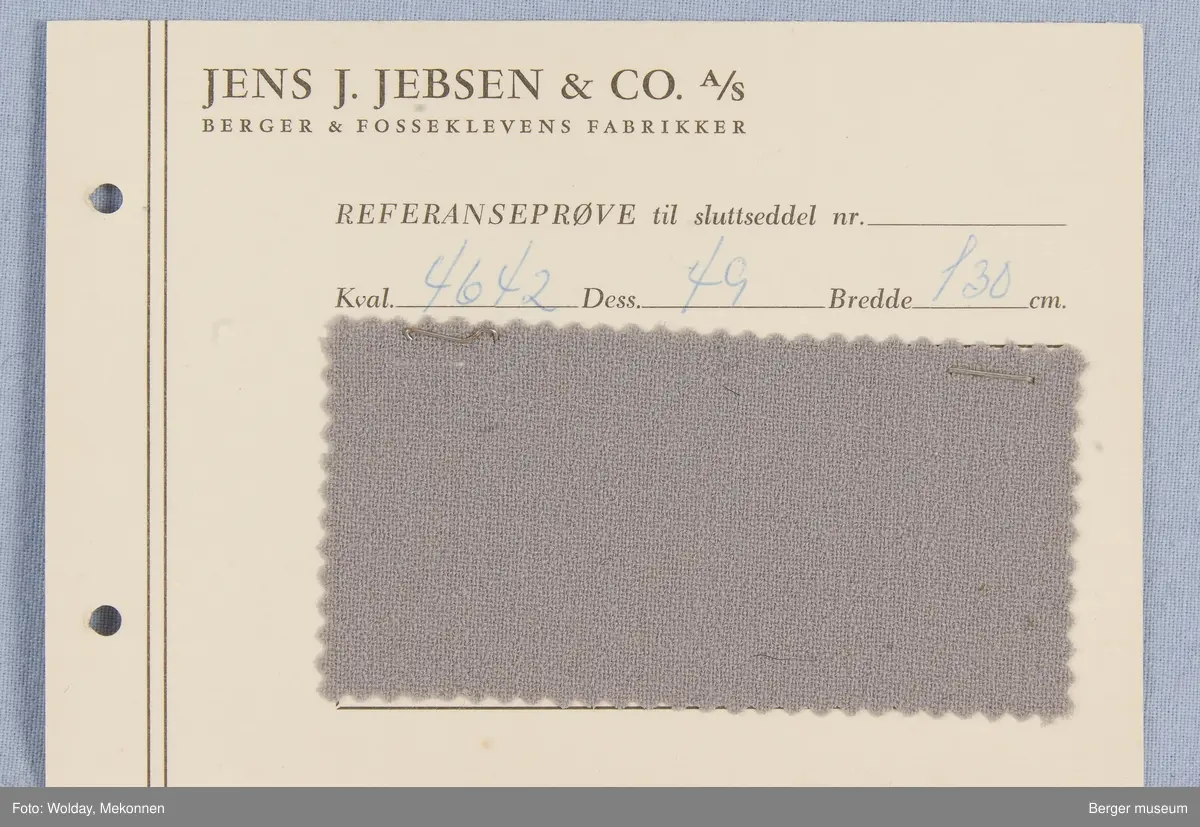 JENS J. JEBSEN & CO. A/s
BERGER & FOSSEKLEVENS FABRIKKER
REFERANSEPRØVE til sluttseddel nr.
Kval. 4642 Dess. 49 Bredde 130 cm.
Foto: Wolday, Mekonnen
Berger museum